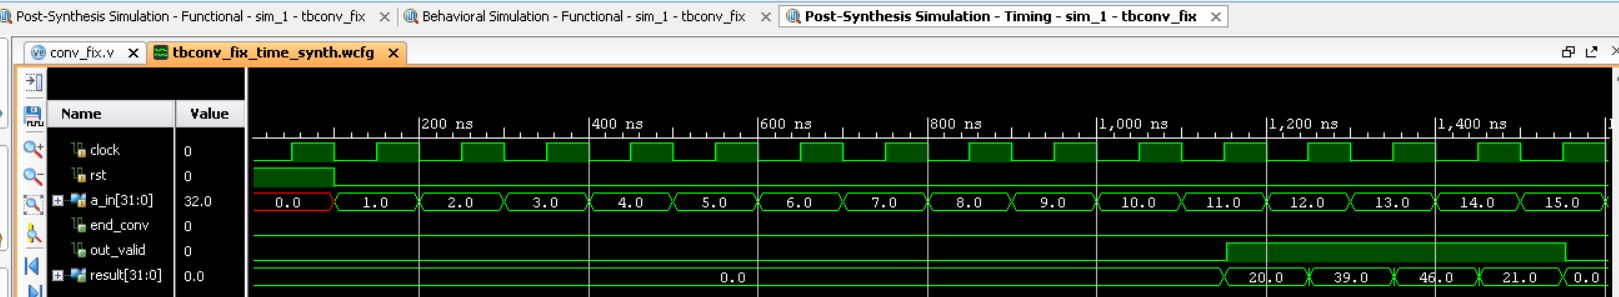 Post-Synthesis Simulation - Functional - sim_1 - tbconv_fix Behavioral Simulation - Functional - sim_1 - tbconv_fix Post-Synthesis Simulation - Timing - sim_1 - tbconv_fix
conv_fix.v tbconv_fix_time_synth.wcfg
Name Value
200 ns 400 ns 600 ns 800 ns 1,000 ns 1,200 ns 1,400 ns
clock 0
rst 0
a_in[31:0] 32.0 0.0 1.0 2.0 3.0 4.0 5.0 6.0 7.0 8.0 9.0 10.0 11.0 12.0 13.0 14.0 15.0
end_conv 0
out_valid 0
result[31:0] 0.0 0.0 20.0 39.0 46.0 21.0 0.0